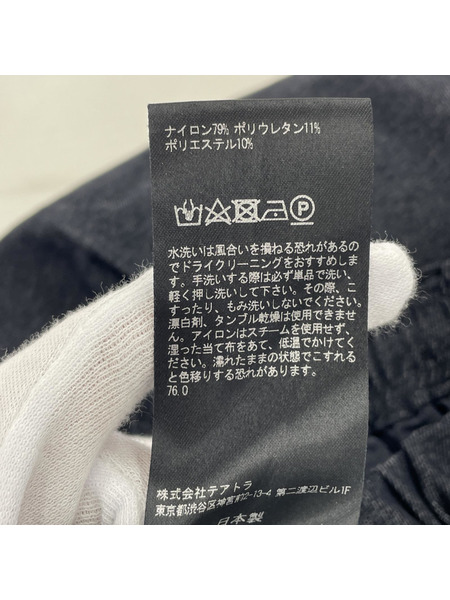 ナイロン79% ポリウレタン11%
ポリエステル10%
P
水洗いは風合いを損ねる恐れがあるの
でドライクリーニングをおすすめしま
す。手洗いする際は必ず単品で洗い、
軽く押し洗いして下さい。その際、こ
すったり、もみ洗いしないでください。
漂白剤、タンブル乾燥は使用できませ
ん。アイロンはスチームを使用せず、
湿った当て布をあて、低温でかけてく
ださい。濡れたままの状態でこすれる
と色移りする恐れがあります。
76.0
株式会社テアトラ
東京都渋谷区神宮前2-13-4 第二渡辺ビル1F
日本製